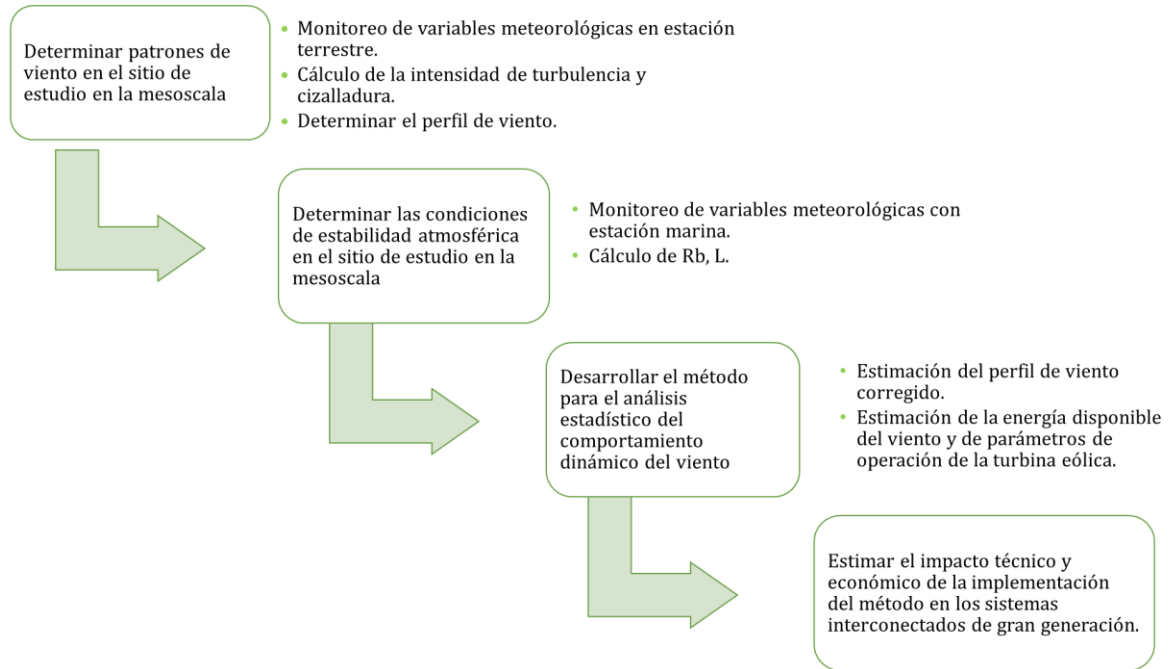 Determinar patrones de
viento en el sitio de
estudio en la mesoscala
• Monitoreo de variables meteorológicas en estación
terrestre.
• Cálculo de la intensidad de turbulencia y
cizalladura.
• Determinar el perfil de viento.
Determinar las condiciones
de estabilidad atmosférica
en el sitio de estudio en la
mesoscala
• Monitoreo de variables meteorológicas con
estación marina.
• Cálculo de Rb, L.
Desarrollar el método
para el análisis
estadístico del
comportamiento
dinámico del viento
• Estimación del perfil de viento
corregido.
• Estimación de la energía disponible
del viento y de parámetros de
operación de la turbina eólica.
Estimar el impacto técnico y
económico de la implementación
del método en los sistemas
interconectados de gran generación.